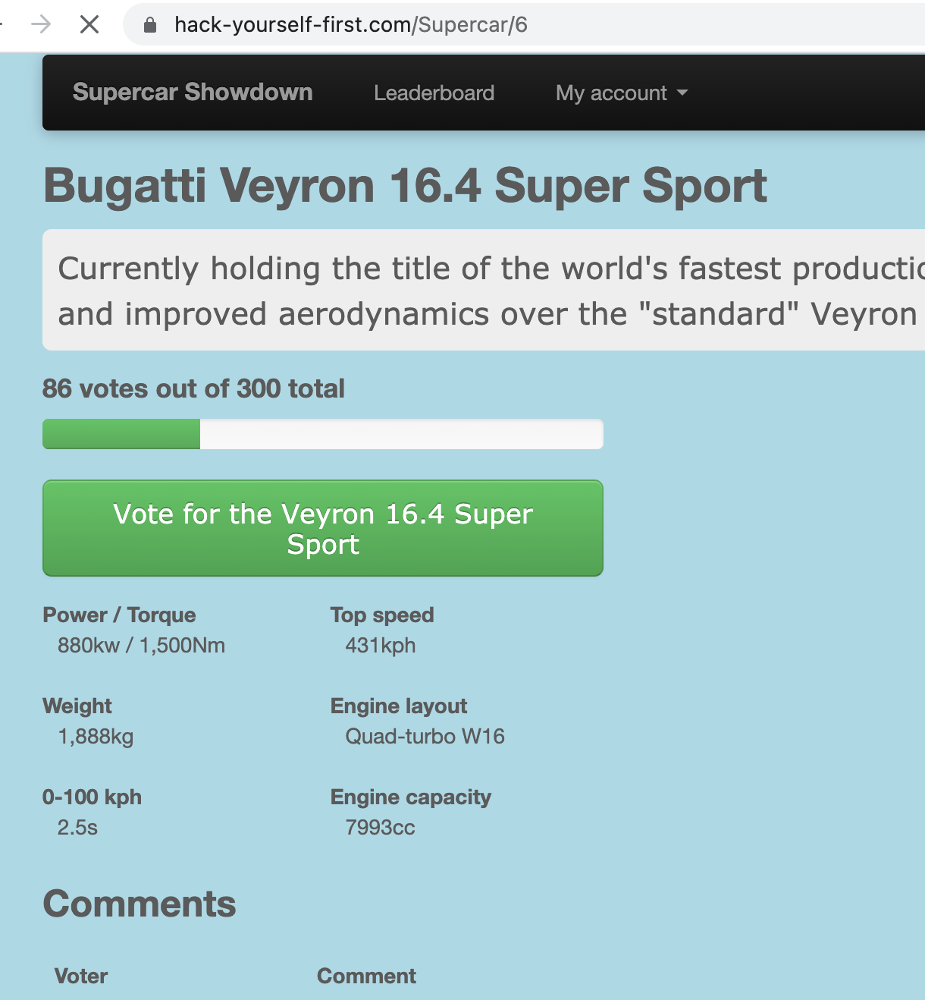 hack-yourself-first.com/Supercar/6
Supercar Showdown Leaderboard My account
Bugatti Veyron 16.4 Super Sport
Currently holding the title of the world's fastest productio
and improved aerodynamics over the "standard" Veyron
86 votes out of 300 total
Vote for the Veyron 16.4 Super
Sport
Power / Torque Top speed
880kw / 1,500Nm 431kph
Weight Engine layout
1,888kg Quad-turbo W16
0-100 kph Engine capacity
2.5s 7993cc
Comments
Voter Comment